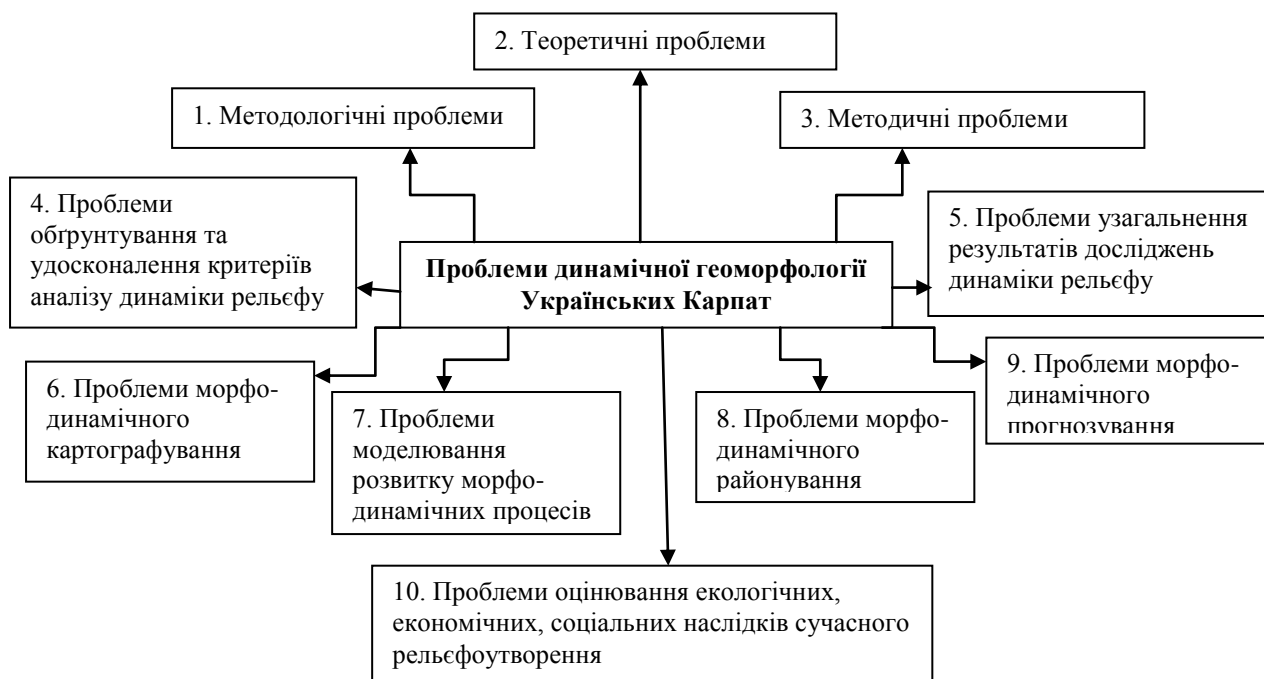 2. Теоретичні проблеми
1. Методологічні проблеми
3. Методичні проблеми
4. Проблеми
обґрунтування та
удосконалення критеріїв
аналізу динаміки рельєфу
5. Проблеми узагальнення
результатів досліджень
динаміки рельєфу
Проблеми динамічної геоморфології
Українських Карпат
6. Проблеми морфо-
динамічного
картографування
7. Проблеми
моделювання
розвитку морфо-
динамічних процесів
8. Проблеми морфо-
динамічного
районування
9. Проблеми морфо-
динамічного
прогнозування
10. Проблеми оцінювання екологічних,
економічних, соціальних наслідків сучасного
рельєфоутворення